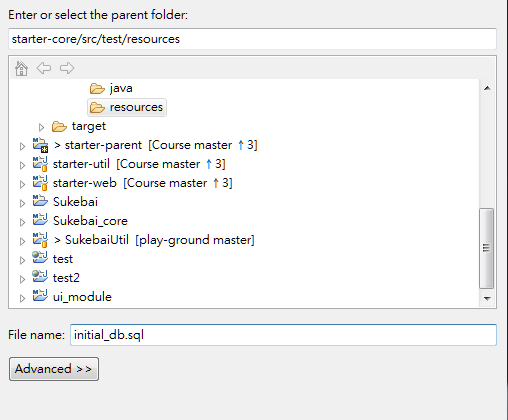 Enter or select the parent folder:
starter-core/src/test/resources
java
resources
target
> starter-parent [Course master ↑3]
starter-util [Course master ↑3]
starter-web [Course master ↑3]
Sukebai
Sukebai_core
> SukebaiUtil [play-ground master]
test
test2
ui_module
File name: initial_db.sql
Advanced >>